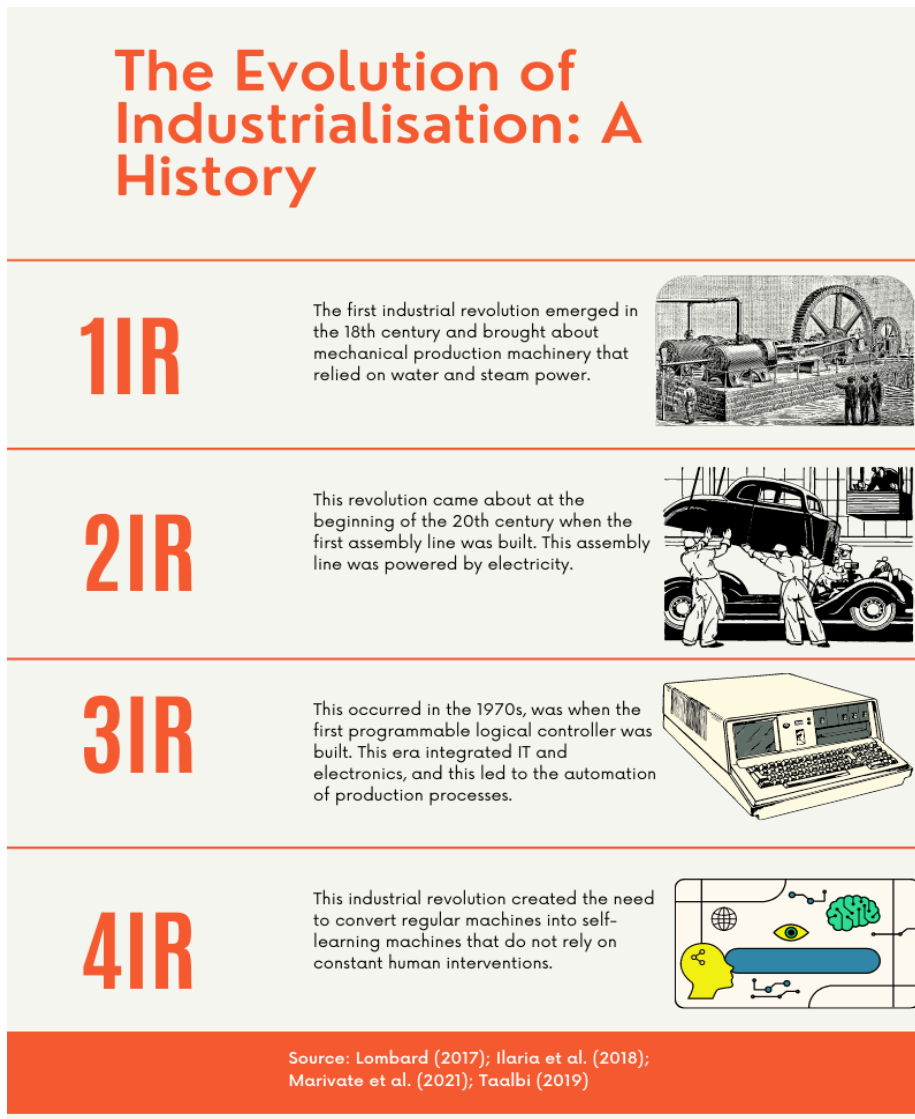 The Evolution of
Industrialisation: A
History
1IR
The first industrial revolution emerged in
the 18th century and brought about
mechanical production machinery that
relied on water and steam power.
2IR
This revolution came about at the
beginning of the 20th century when the
first assembly line was built. This assembly
line was powered by electricity.
3IR
This occurred in the 1970s, was when the
first programmable logical controller was
built. This era integrated IT and
electronics, and this led to the automation
of production processes.
4IR
This industrial revolution created the need
to convert regular machines into self-
learning machines that do not rely on
constant human interventions.
Source: Lombard (2017); Ilaria et al. (2018);
Marivate et al. (2021); Taalbi (2019)